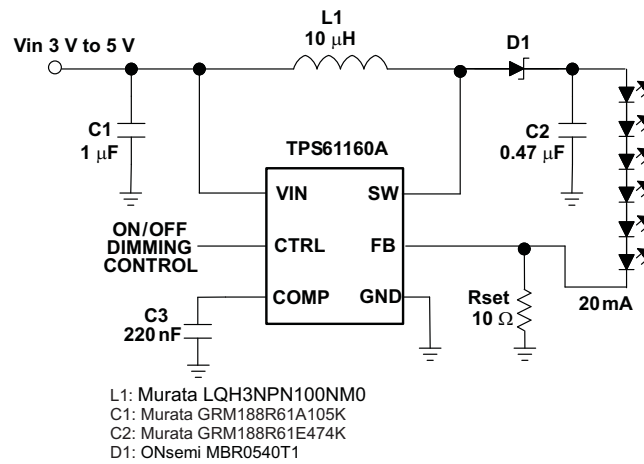 L1
10 μH
Vin 3 V to 5 V
D1
C1
1 μF
C2
0.47 μF
TPS61160A
VIN
SW
ON/OFF
DIMMING
CONTROL
CTRL
FB
COMP
GND
C3
220 nF
Rset
10 Ω
20 mA
L1: Murata LQH3NPN100NM0
C1: Murata GRM188R61A105K
C2: Murata GRM188R61E474K
D1: ONsemi MBR0540T1